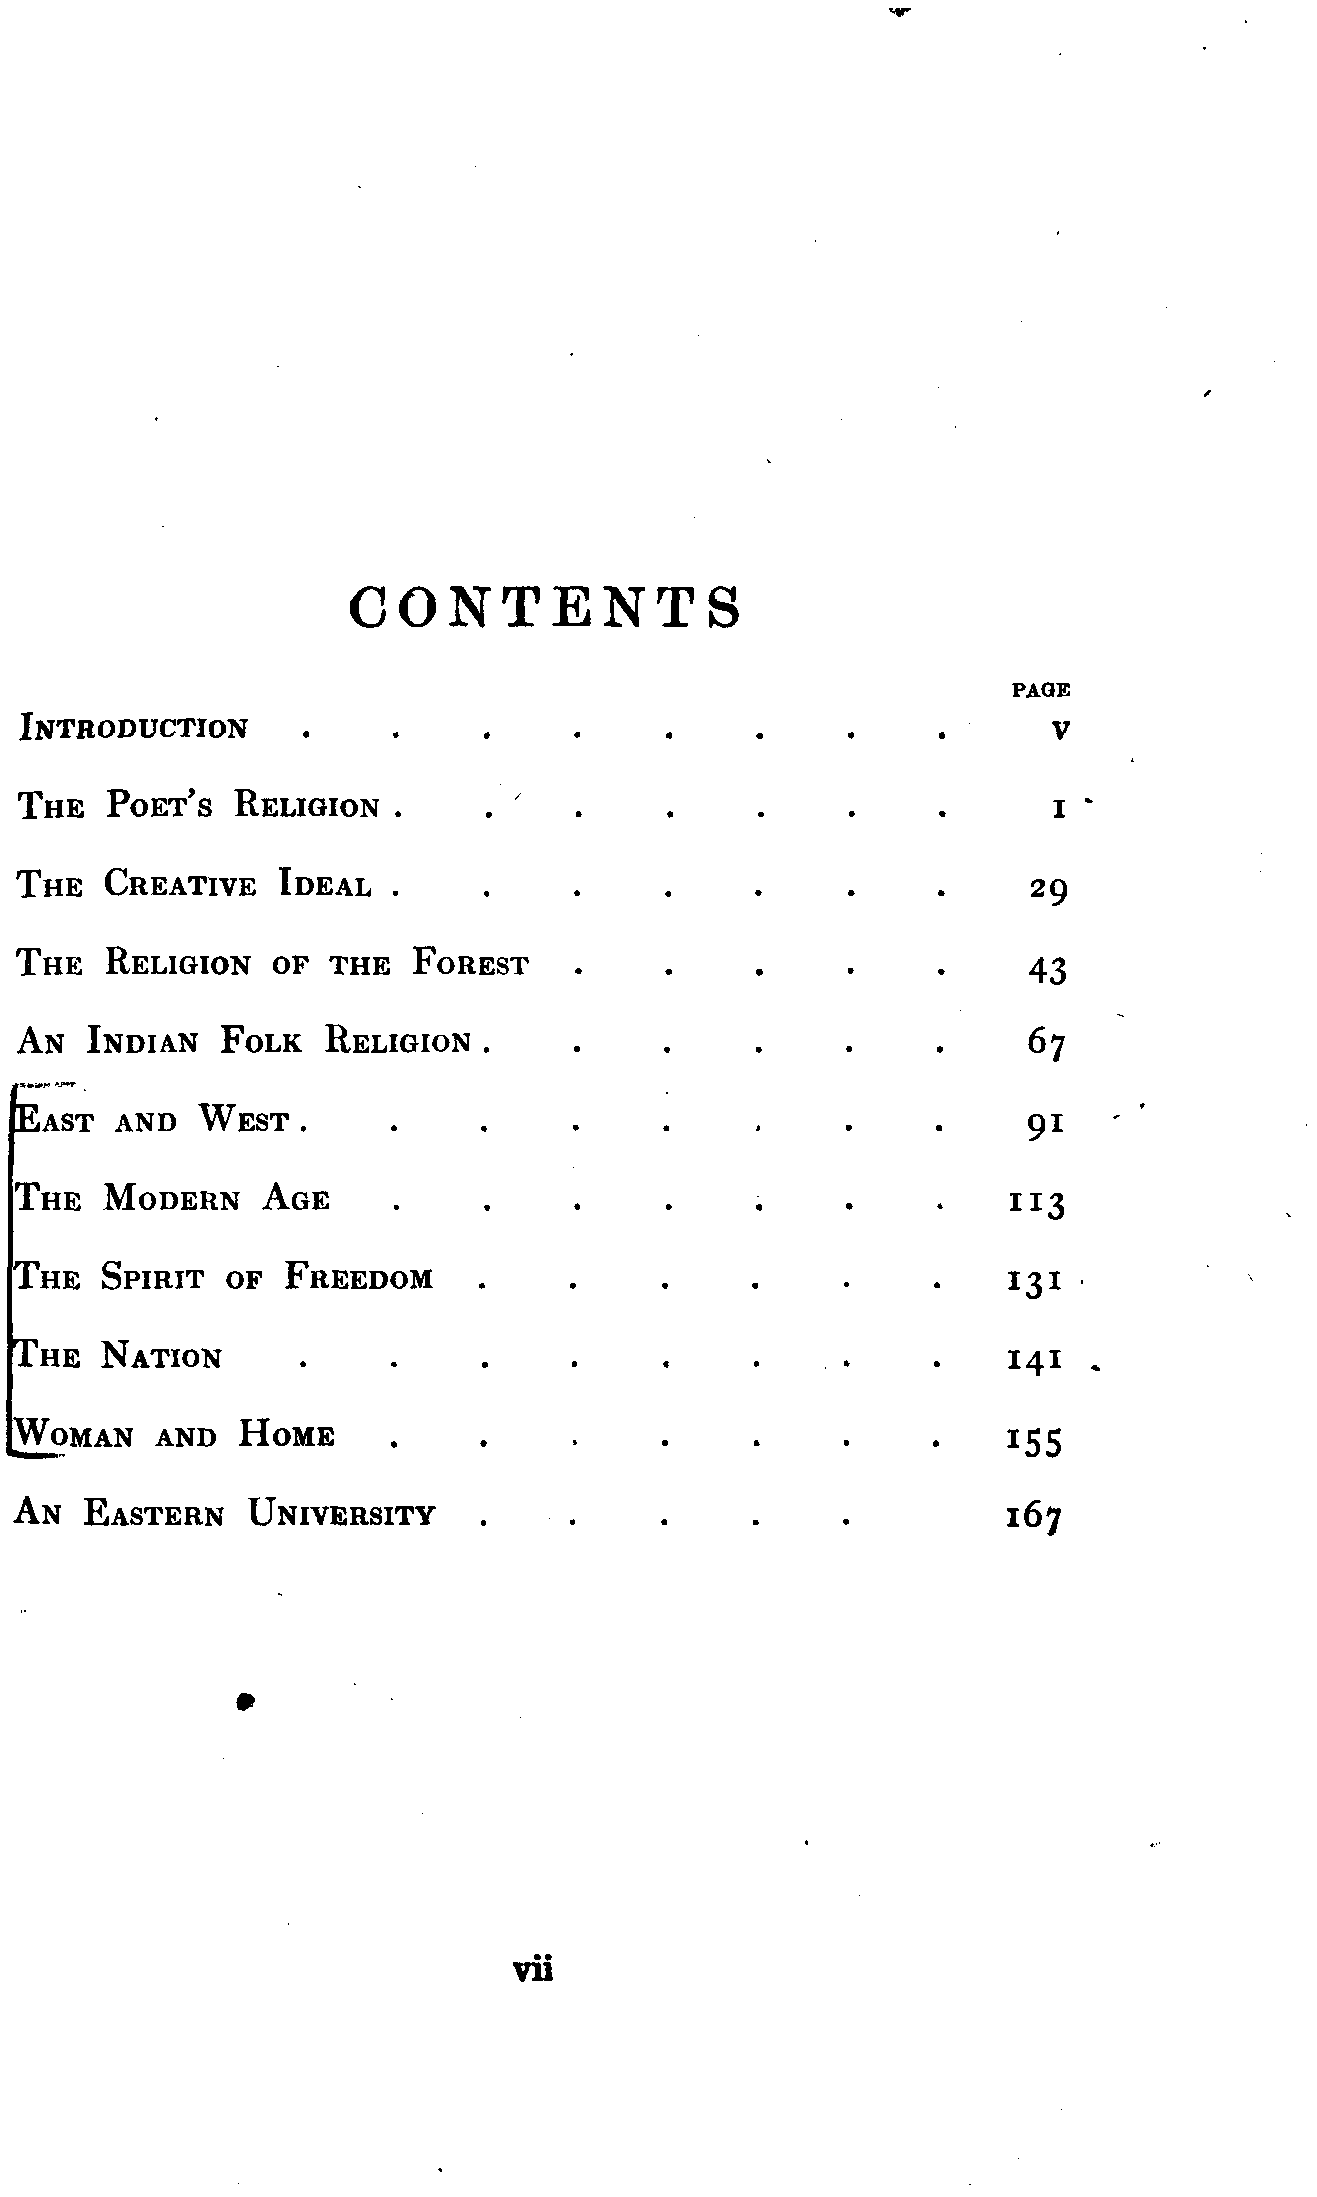 CONTENTS
PAGE
INTRODUCTION . . . . . . . . V
THE POET'S RELIGION . . . . . . . 1
THE CREATIVE IDEAL . . . . . . . 29
THE RELIGION OF THE FOREST . . . . . 43
AN INDIAN FOLK RELIGION . . . . . . 67
EAST AND WEST . . . . . . . . 91
THE MODERN AGE . . . . . . . 113
THE SPIRIT OF FREEDOM . . . . . . 131
THE NATION . . . . . . . . 141
WOMAN AND HOME . . . . . . . 155
AN EASTERN UNIVERSITY . . . . . 167
vii